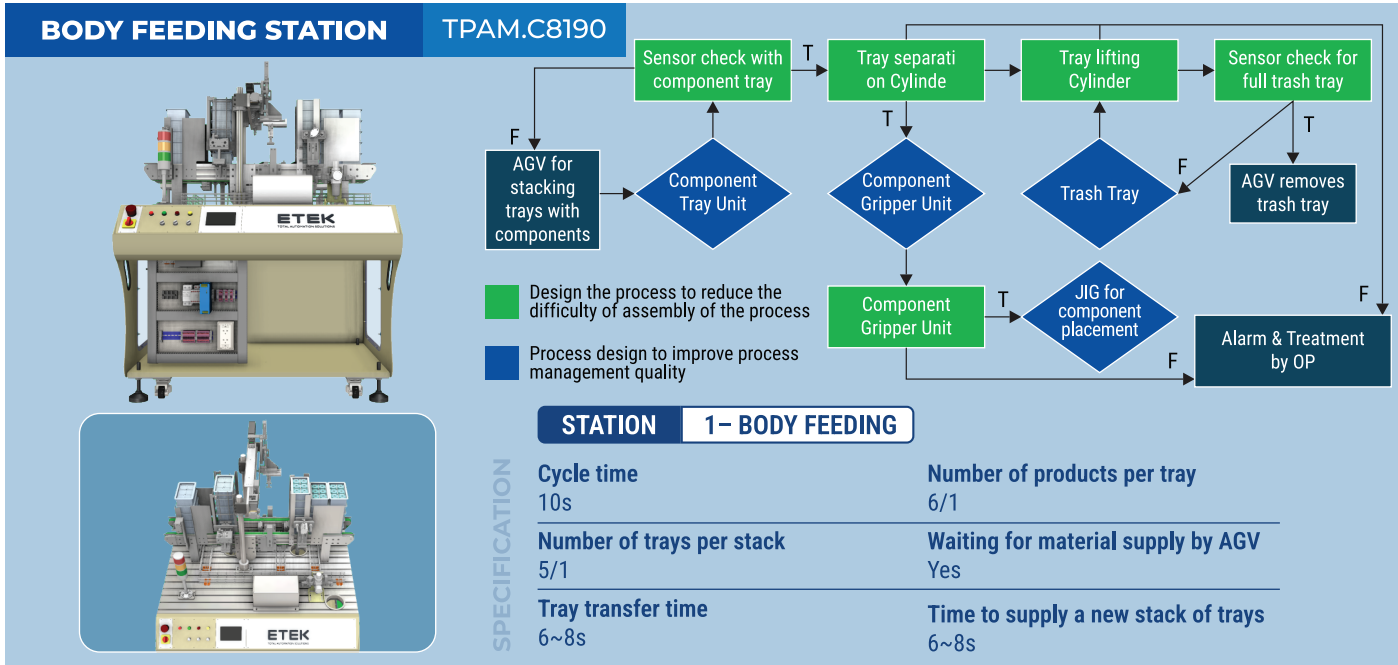 BODY FEEDING STATION
TPAM.C8190
Sensor check with
component tray
T
Tray separati
on Cylinde
Tray lifting
Cylinder
Sensor check for
full trash tray
F
T
F
T
AGV for
stacking
trays with
components
Component
Tray Unit
Component
Gripper Unit
Trash Tray
AGV removes
trash tray
ETEK
TOTAL AUTOMATION SOLUTIONS
Design the process to reduce the
difficulty of assembly of the process
Process design to improve process
management quality
Component
Gripper Unit
T
JIG for
component
placement
F
F
Alarm & Treatment
by OP
STATION
1– BODY FEEDING
SPECIFICATION
Cycle time
10s
Number of products per tray
6/1
Number of trays per stack
5/1
Waiting for material supply by AGV
Yes
Tray transfer time
6~8s
Time to supply a new stack of trays
6~8s
ETEK